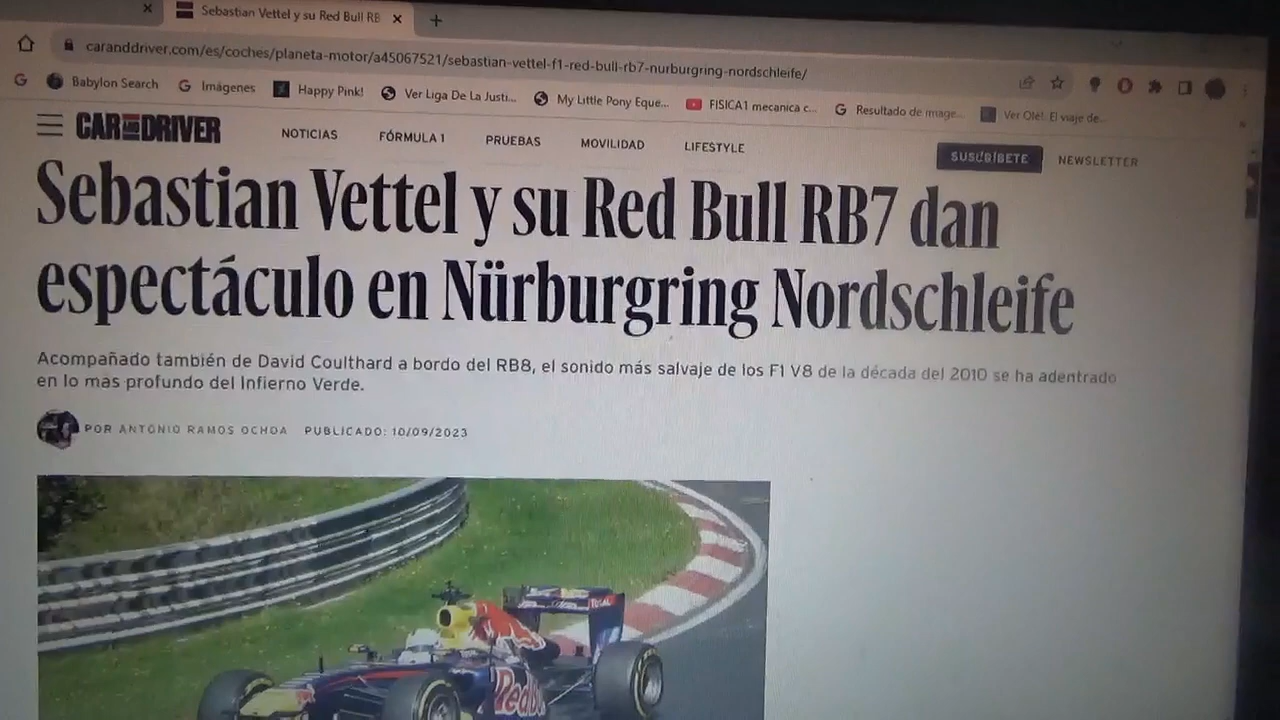 Sebastian Vettel y su Red Bull RB
caranddriver.com/es/coches/planeta-motor/a45067521/sebastian-vettel-f1-red-bull-rb7-nurburgring-nordschleife/
Babylon Search Imágenes Happy Pink! Ver Liga De La Justi... My Little Pony Eque... FISICA1 mecanica c... Resultado de image... Ver Olé!. El viaje de...
CAR AND DRIVER NOTICIAS FÓRMULA 1 PRUEBAS MOVILIDAD LIFESTYLE SUSCRÍBETE NEWSLETTER
Sebastian Vettel y su Red Bull RB7 dan
espectáculo en Nürburgring Nordschleife
Acompañado también de David Coulthard a bordo del RB8, el sonido más salvaje de los F1 V8 de la década del 2010 se ha adentrado
en lo más profundo del Infierno Verde.
POR ANTONIO RAMOS OCHOA PUBLICADO: 10/09/2023
TOTAL
RedBu